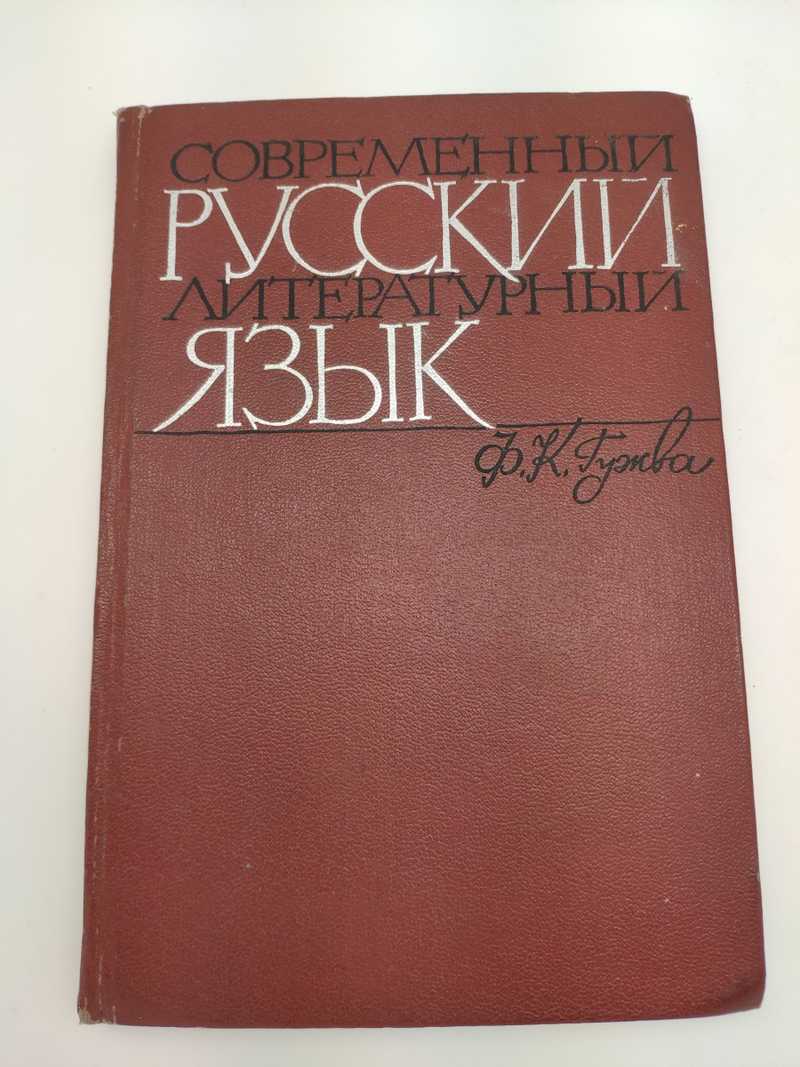 СОВРЕМЕННЫЙ
РУССКИЙ
ЛИТЕРАТУРНЫЙ
ЯЗЫК
Ф.К.Гужва